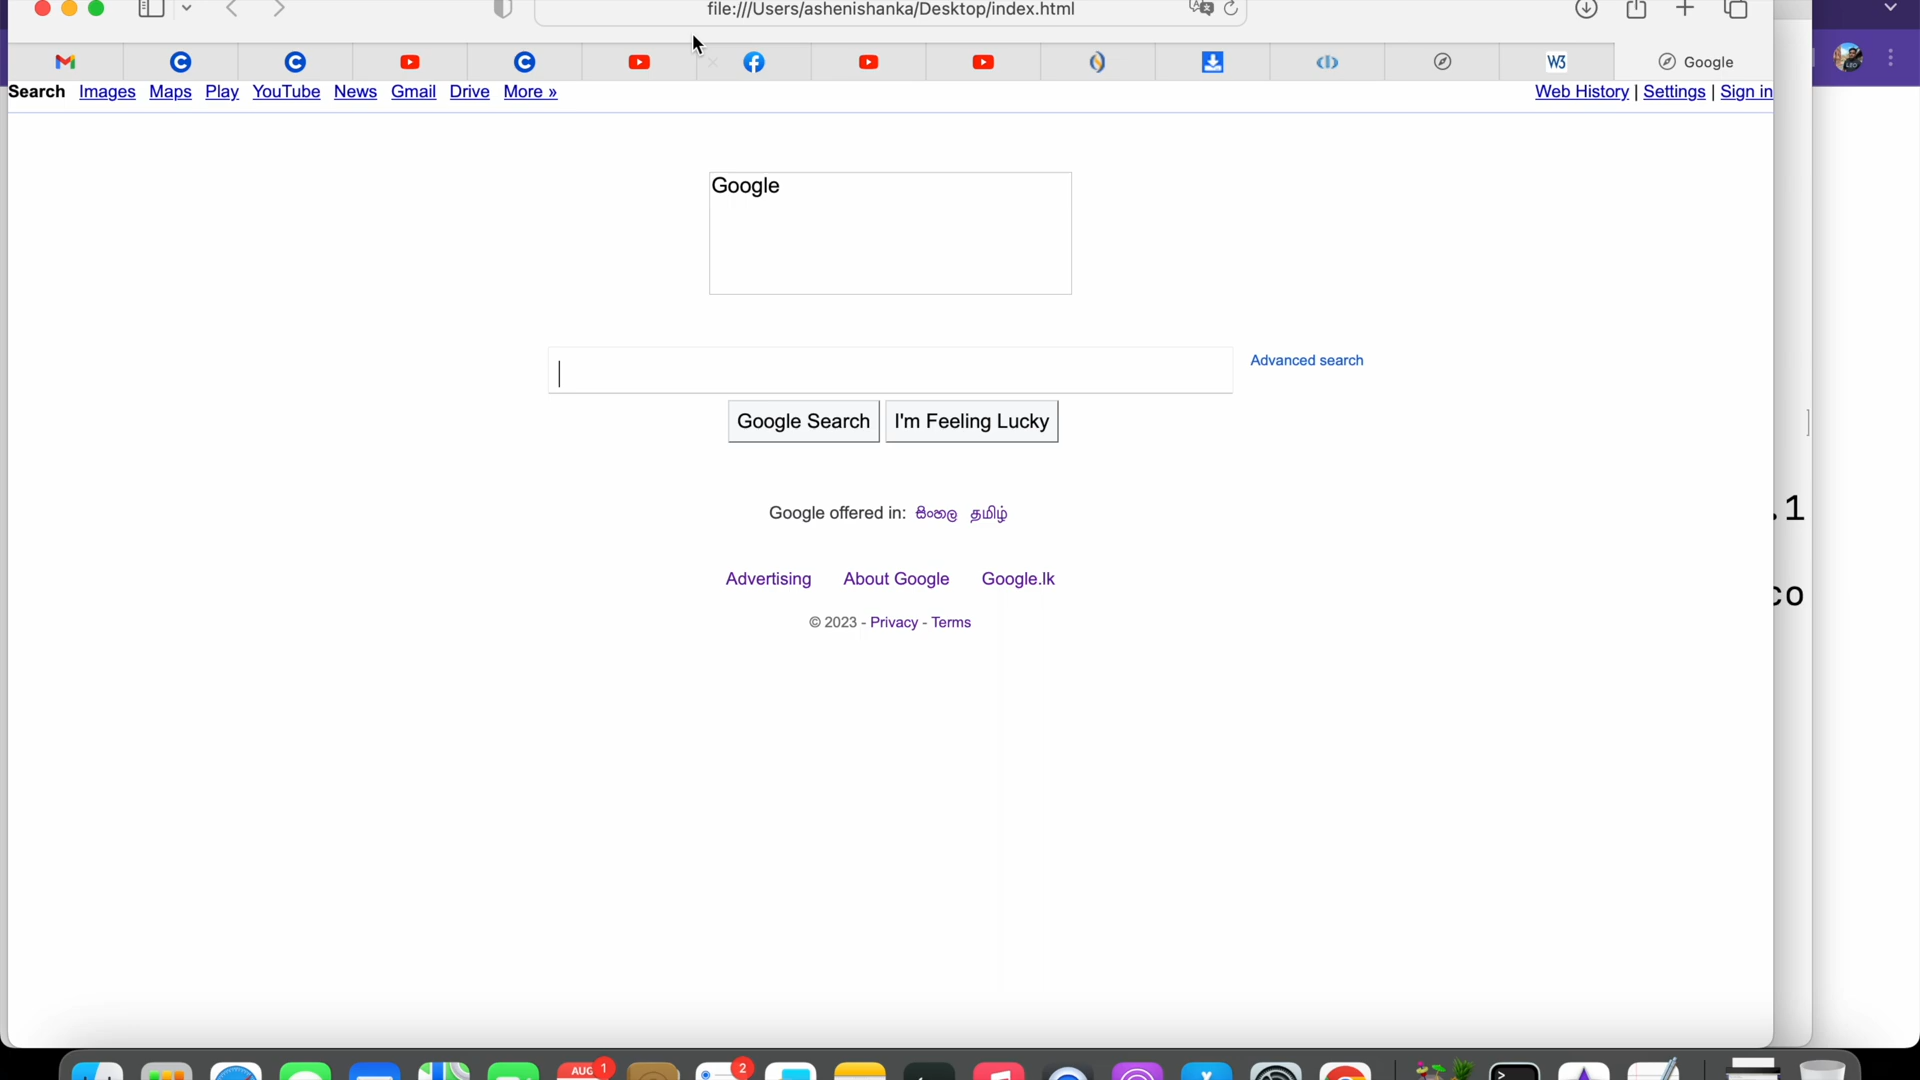 file:///Users/ashenishanka/Desktop/index.html
W3 Google
Search Images Maps Play YouTube News Gmail Drive More » Web History | Settings | Sign in
Google
Advanced search
Google Search I'm Feeling Lucky
.1
Google offered in: සිංහල தமிழ்
Advertising About Google Google.lk
co
© 2023 - Privacy - Terms
AUG 1 2